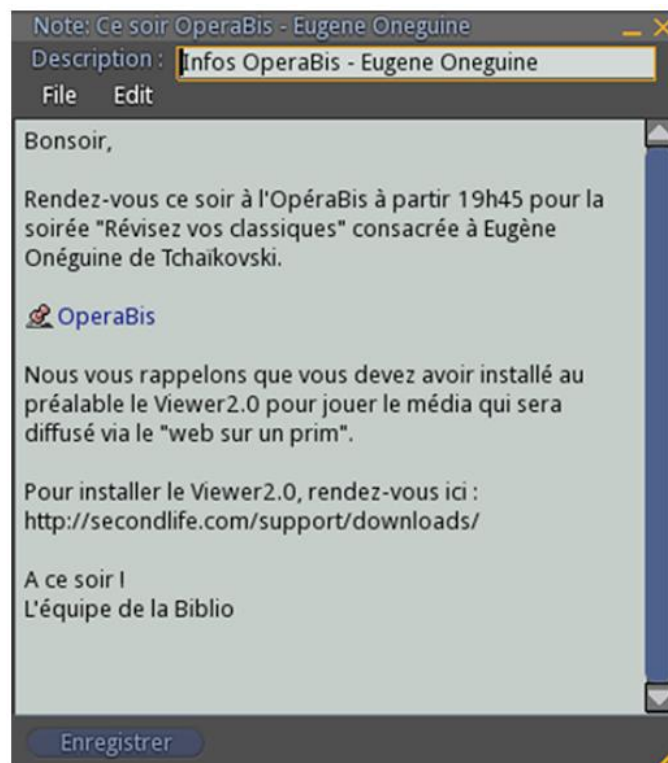 Note: Ce soir OperaBis - Eugene Oneguine
Description : Infos OperaBis - Eugene Oneguine
File Edit
Bonsoir,
Rendez-vous ce soir à l'OpéraBis à partir 19h45 pour la
soirée "Révisez vos classiques" consacrée à Eugène
Onéguine de Tchaïkovski.
OperaBis
Nous vous rappelons que vous devez avoir installé au
préalable le Viewer2.0 pour jouer le média qui sera
diffusé via le "web sur un prim".
Pour installer le Viewer2.0, rendez-vous ici :
http://secondlife.com/support/downloads/
A ce soir !
L'équipe de la Biblio
Enregistrer